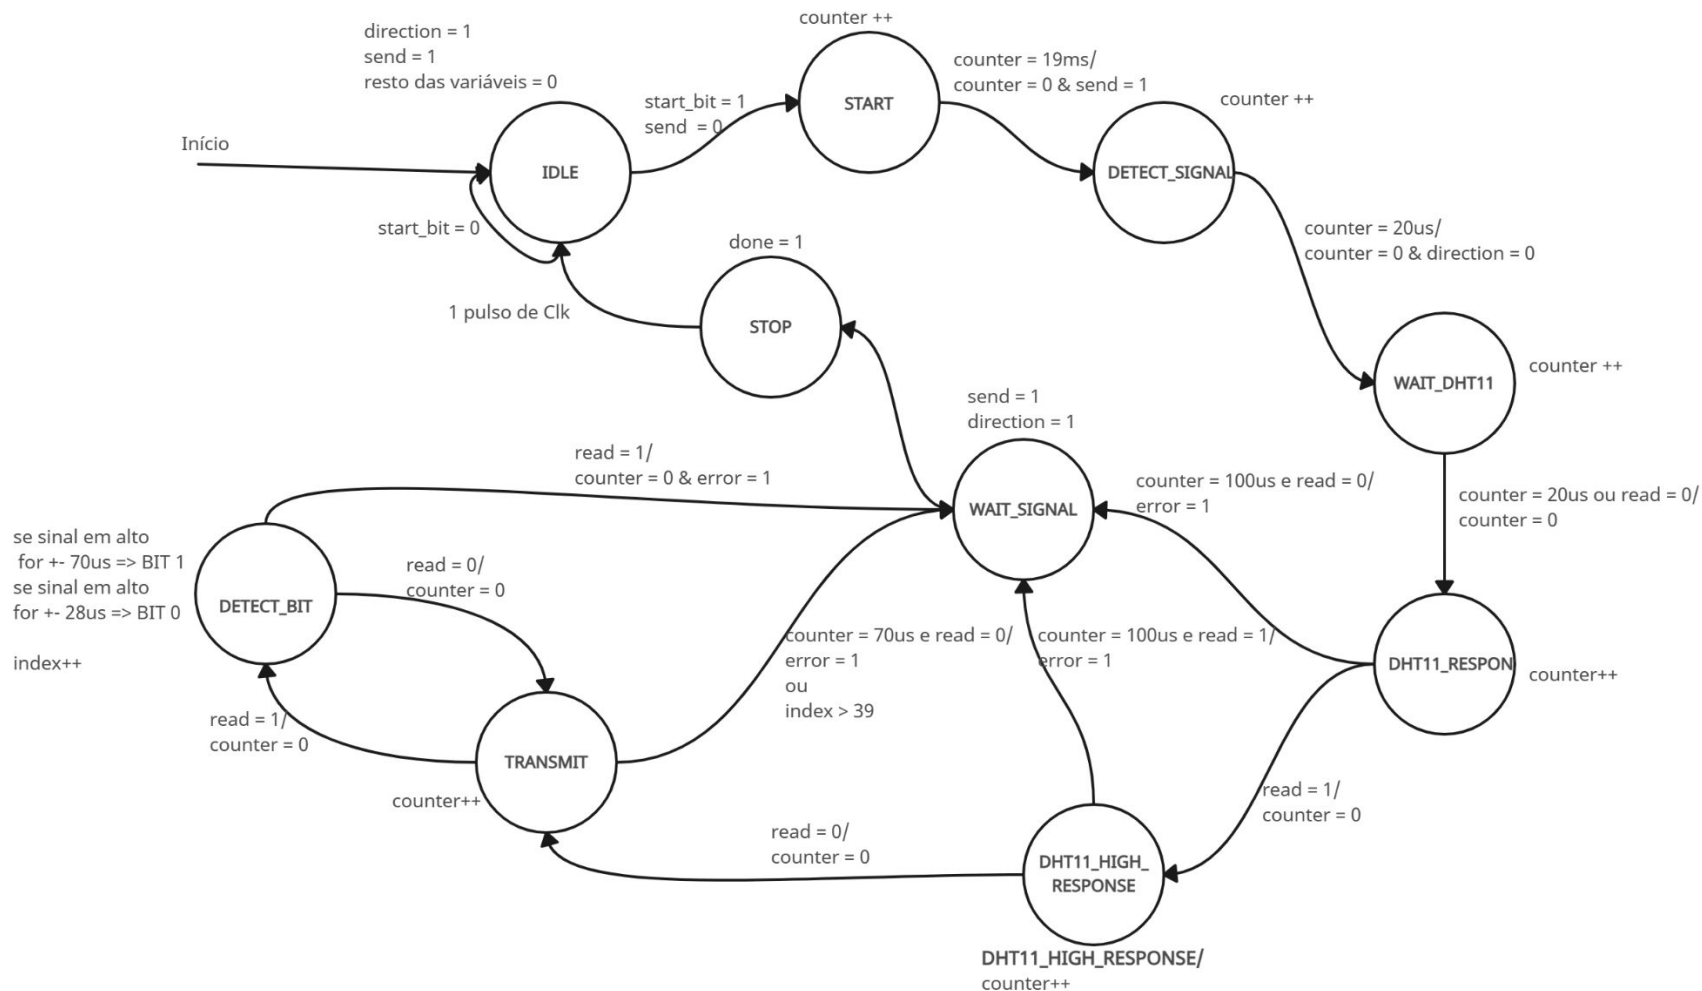 direction = 1
send = 1
resto das variáveis = 0
Início
IDLE
start_bit = 0
start_bit = 1
send  = 0
counter ++
START
counter = 19ms/
counter = 0 & send = 1
counter ++
DETECT_SIGNAL
counter = 20us/
counter = 0 & direction = 0
WAIT_DHT11
counter ++
done = 1
STOP
1 pulso de Clk
send = 1
direction = 1
WAIT_SIGNAL
read = 1/
counter = 0 & error = 1
counter = 100us e read = 0/
error = 1
counter = 20us ou read = 0/
counter = 0
se sinal em alto
for +- 70us => BIT 1
se sinal em alto
for +- 28us => BIT 0
index++
DETECT_BIT
read = 0/
counter = 0
counter = 70us e read = 0/
error = 1
ou
index > 39
counter = 100us e read = 1/
error = 1
DHT11_RESPON
counter++
read = 1/
counter = 0
TRANSMIT
counter++
read = 1/
counter = 0
read = 0/
counter = 0
DHT11_HIGH_
RESPONSE
DHT11_HIGH_RESPONSE/
counter++